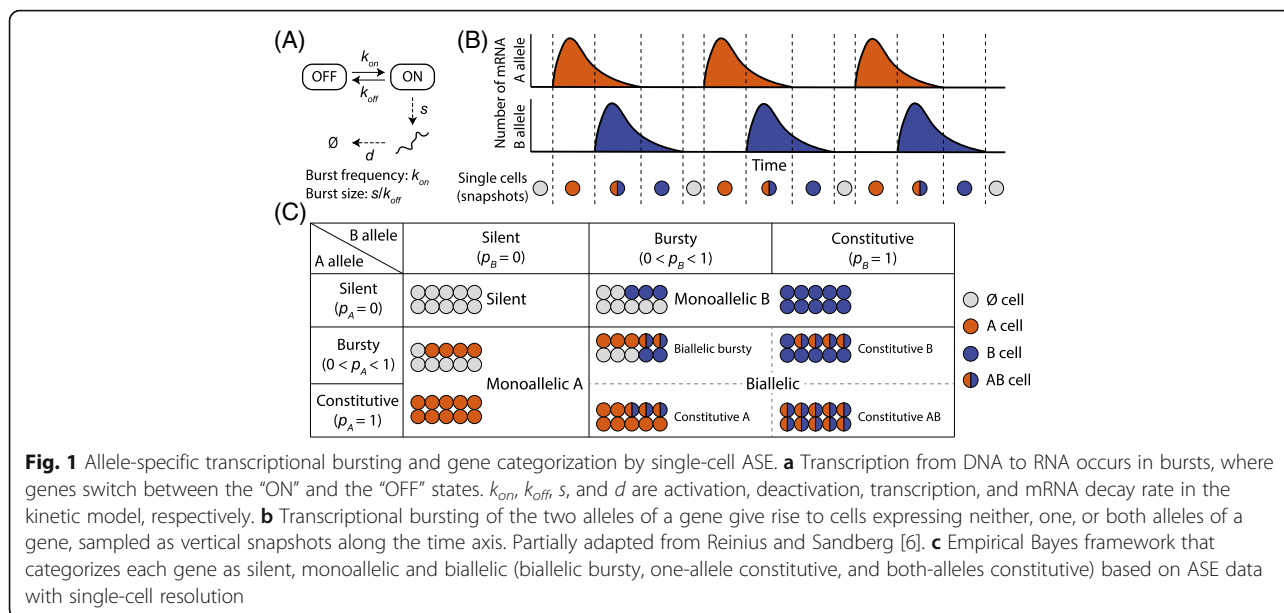 (A)
OFF
k_on
k_off
ON
s
Ø
d
Burst frequency: k_on
Burst size: s/k_off
(B)
Number of mRNA
A allele
B allele
Time
Single cells
(snapshots)
(C)
B allele
A allele
Silent
(p_B = 0)
Bursty
(0 < p_B < 1)
Constitutive
(p_B = 1)
Silent
(p_A = 0)
Silent
Monoallelic B
Bursty
(0 < p_A < 1)
Biallelic bursty
Constitutive B
Monoallelic A
Biallelic
Constitutive
(p_A = 1)
Constitutive A
Constitutive AB
Ø cell
A cell
B cell
AB cell
Fig. 1 Allele-specific transcriptional bursting and gene categorization by single-cell ASE. a Transcription from DNA to RNA occurs in bursts, where
genes switch between the “ON” and the “OFF” states. k_on, k_off, s, and d are activation, deactivation, transcription, and mRNA decay rate in the
kinetic model, respectively. b Transcriptional bursting of the two alleles of a gene give rise to cells expressing neither, one, or both alleles of a
gene, sampled as vertical snapshots along the time axis. Partially adapted from Reinius and Sandberg [6]. c Empirical Bayes framework that
categorizes each gene as silent, monoallelic and biallelic (biallelic bursty, one-allele constitutive, and both-alleles constitutive) based on ASE data
with single-cell resolution